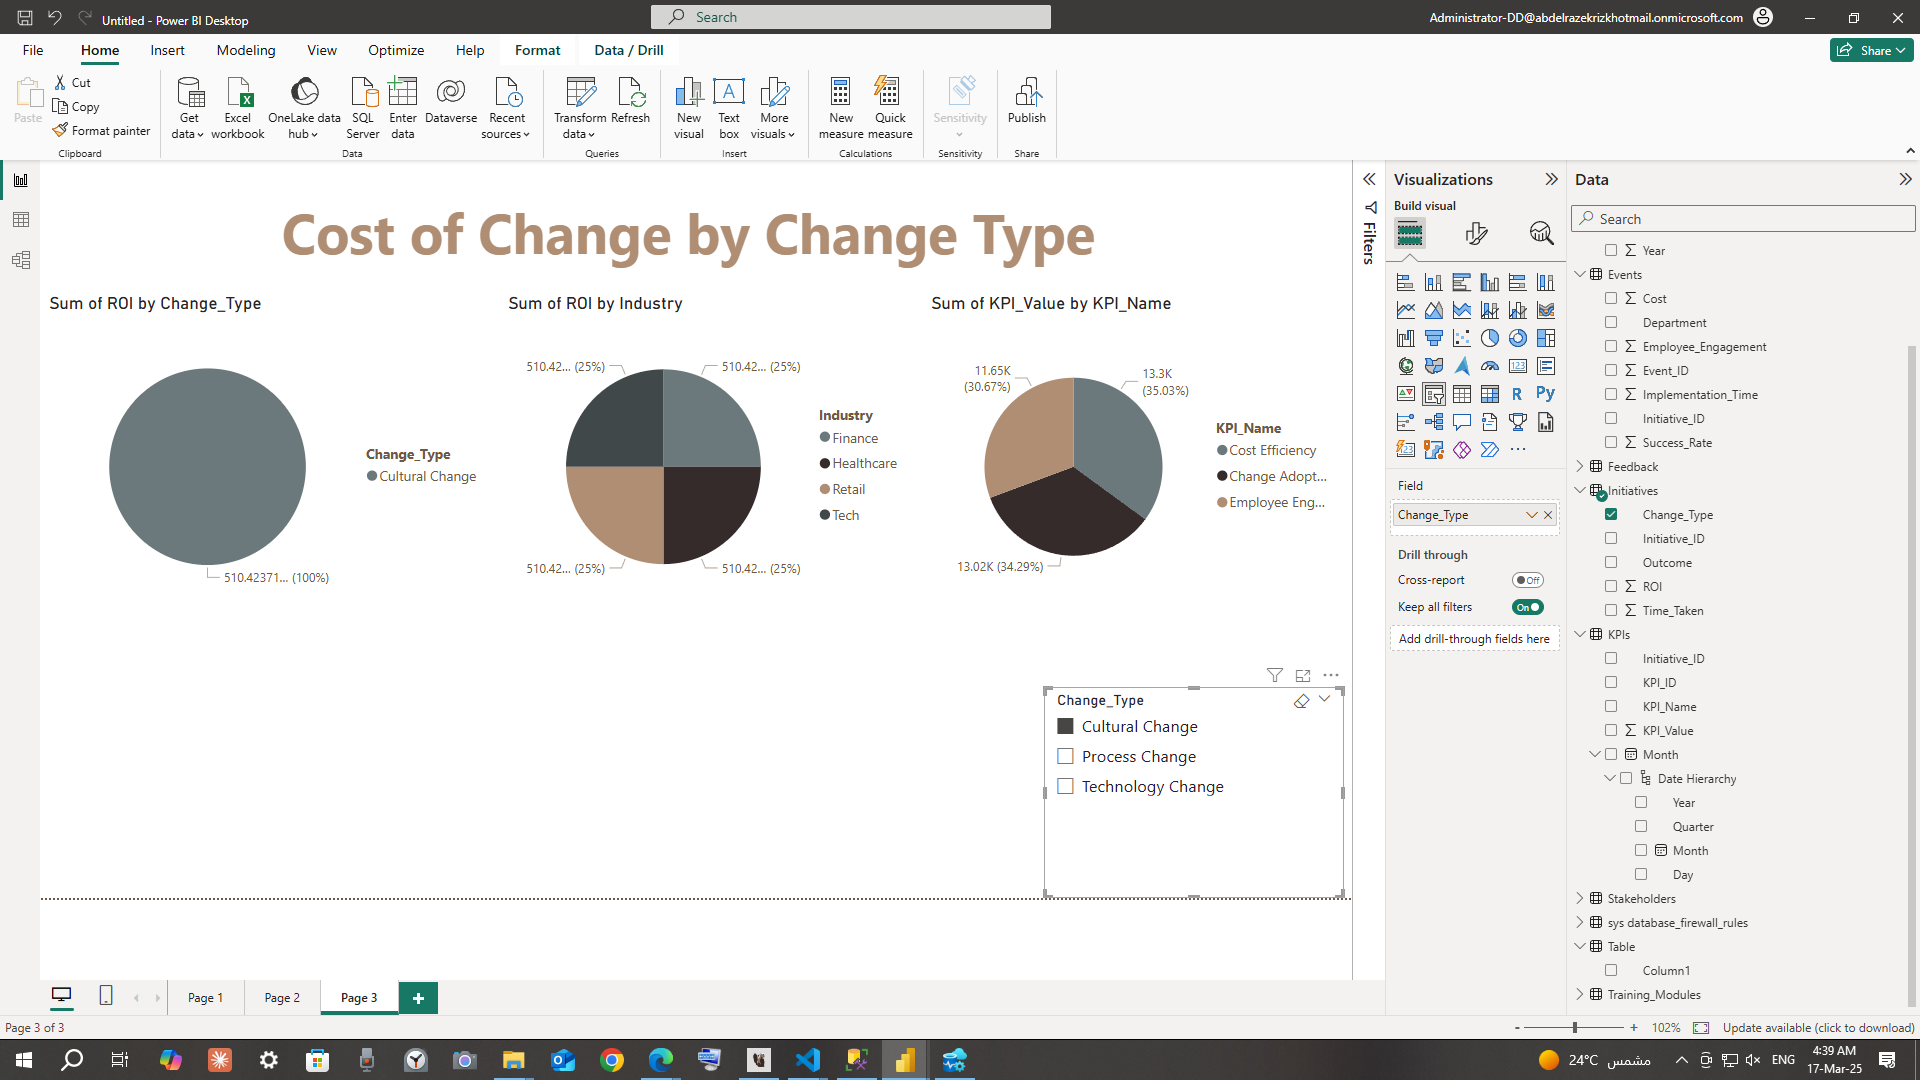 Untitled - Power BI Desktop
Search
Administrator-DD@abdelrazekrizkhotmail.onmicrosoft.com
File
Home
Insert
Modeling
View
Optimize
Help
Format
Data / Drill
Share
Paste
Cut
Copy
Format painter
Clipboard
Get data
Excel workbook
OneLake data hub
SQL Server
Enter data
Dataverse
Recent sources
Data
Transform data
Refresh
Queries
New visual
Text box
More visuals
Insert
New measure
Quick measure
Calculations
Sensitivity
Sensitivity
Publish
Share
Cost of Change by Change Type
Sum of ROI by Change_Type
510.42371... (100%)
Change_Type
Cultural Change
Sum of ROI by Industry
510.42... (25%)
510.42... (25%)
510.42... (25%)
510.42... (25%)
Industry
Finance
Healthcare
Retail
Tech
Sum of KPI_Value by KPI_Name
11.65K
(30.67%)
13.3K
(35.03%)
13.02K (34.29%)
KPI_Name
Cost Efficiency
Change Adopt...
Employee Eng...
Change_Type
Cultural Change
Process Change
Technology Change
Filters
Visualizations
Build visual
123
R
Py
123
Field
Change_Type
Drill through
Cross-report
Off
Keep all filters
On
Add drill-through fields here
Data
Search
Year
Events
Cost
Department
Employee_Engagement
Event_ID
Implementation_Time
Initiative_ID
Success_Rate
Feedback
Initiatives
Change_Type
Initiative_ID
Outcome
ROI
Time_Taken
KPIs
Initiative_ID
KPI_ID
KPI_Name
KPI_Value
Month
Date Hierarchy
Year
Quarter
Month
Day
Stakeholders
sys database_firewall_rules
Table
Column1
Training_Modules
Page 1
Page 2
Page 3
Page 3 of 3
102%
Update available (click to download)
24°C
مشمس
ENG
4:39 AM
17-Mar-25